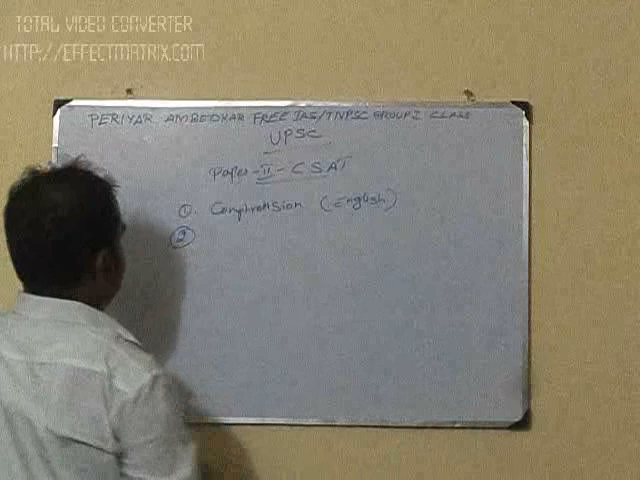 TOTAL VIDEO CONVERTER
HTTP://EFFECTMATRIX.COM
PERIYAR AMBEDHAR FREE IAS/TNPSC GROUP I CLASS
UPSC
Paper - II - CSAT
1. Comprehension (English)
2